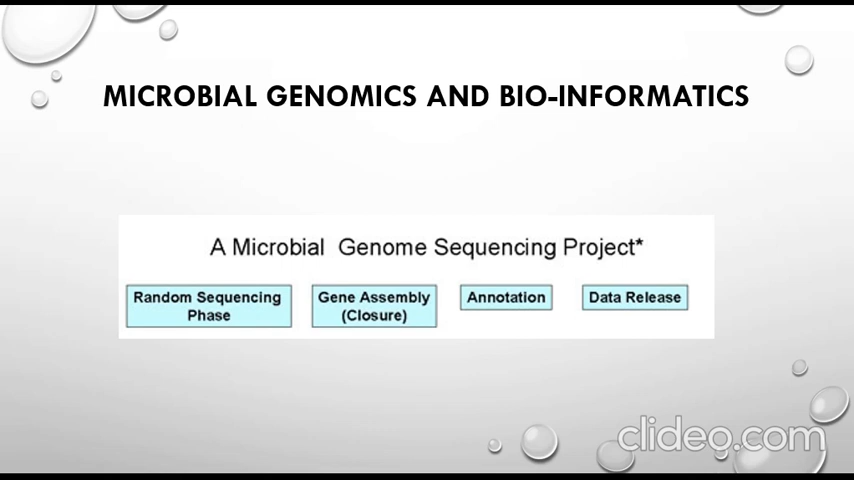 MICROBIAL GENOMICS AND BIO-INFORMATICS
A Microbial Genome Sequencing Project*
Random Sequencing
Phase
Gene Assembly
(Closure)
Annotation
Data Release
clideo.com